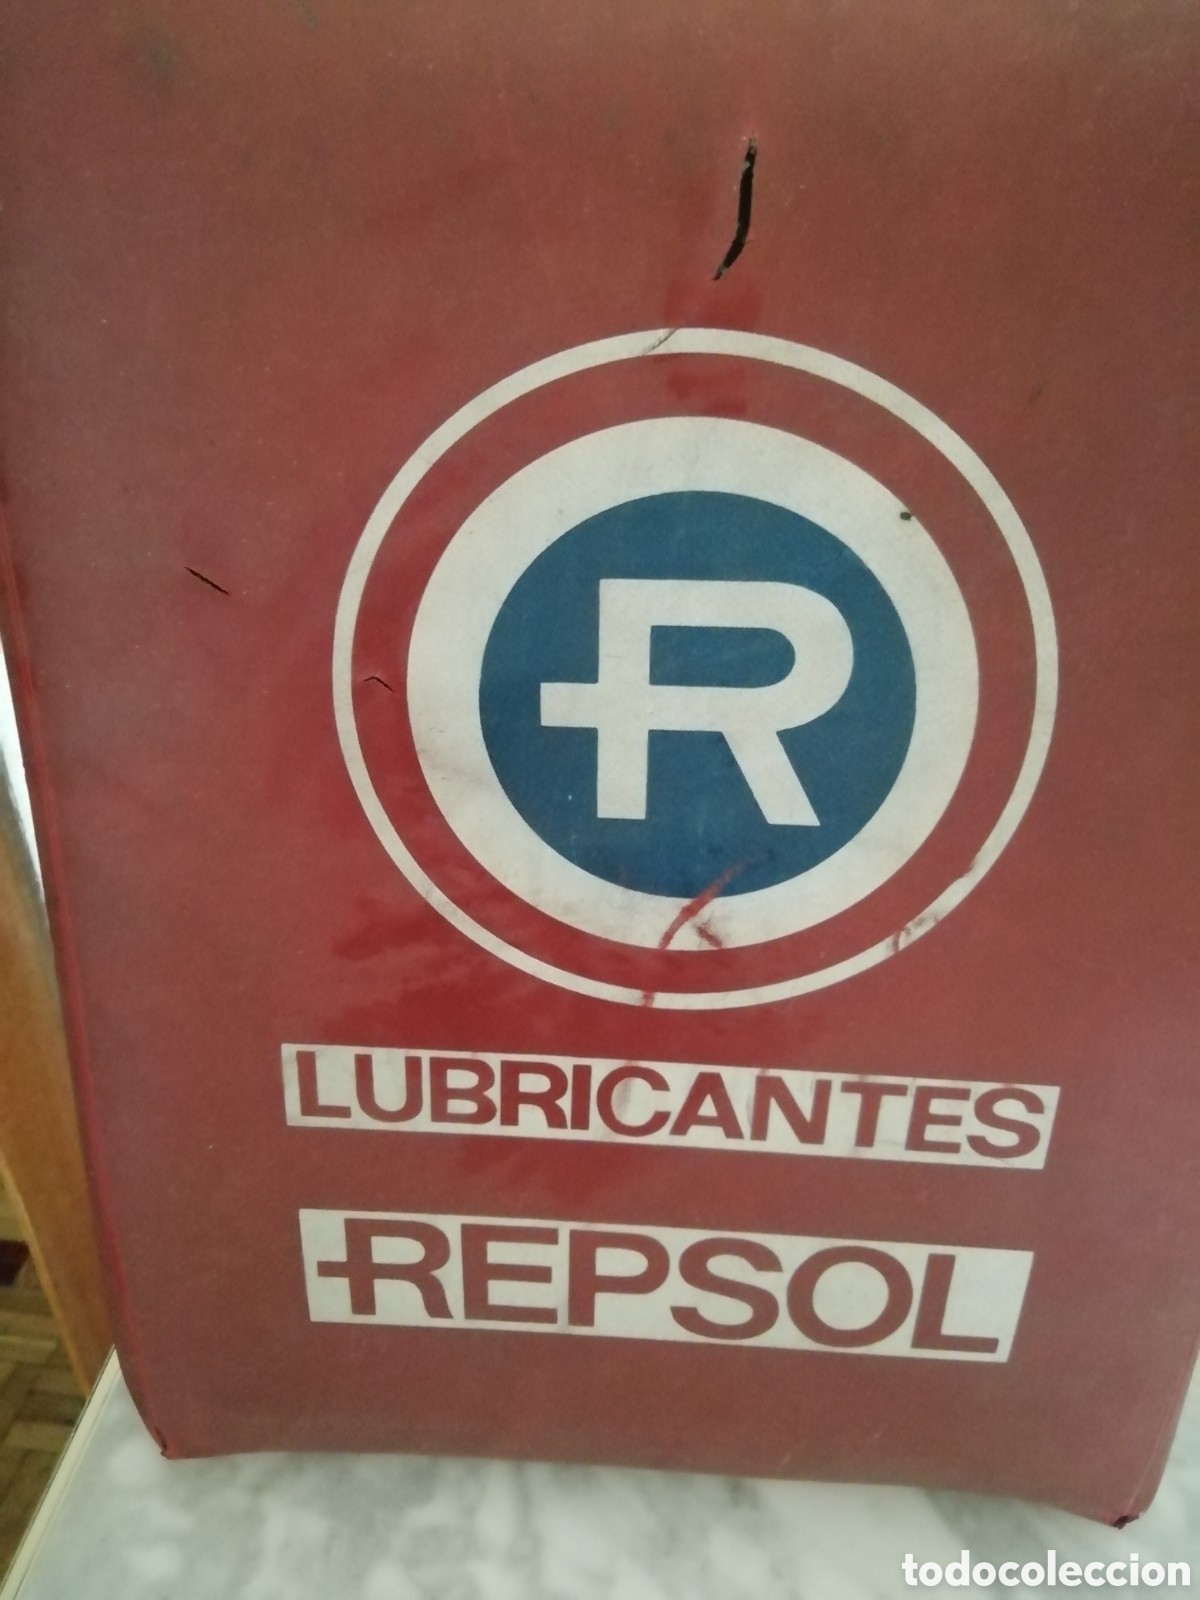 R
LUBRICANTES
REPSOL
todocoleccion